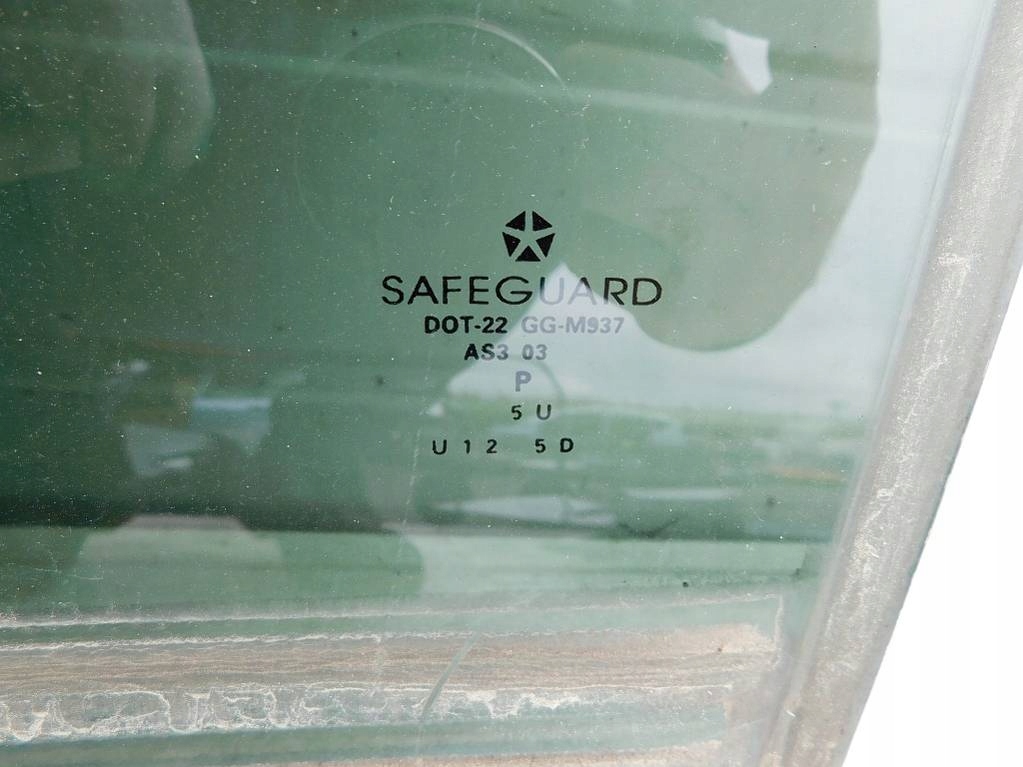 SAFEGUARD
DOT-22 GG-M937
AS3 03
P
5 U
U 1 2 5 D